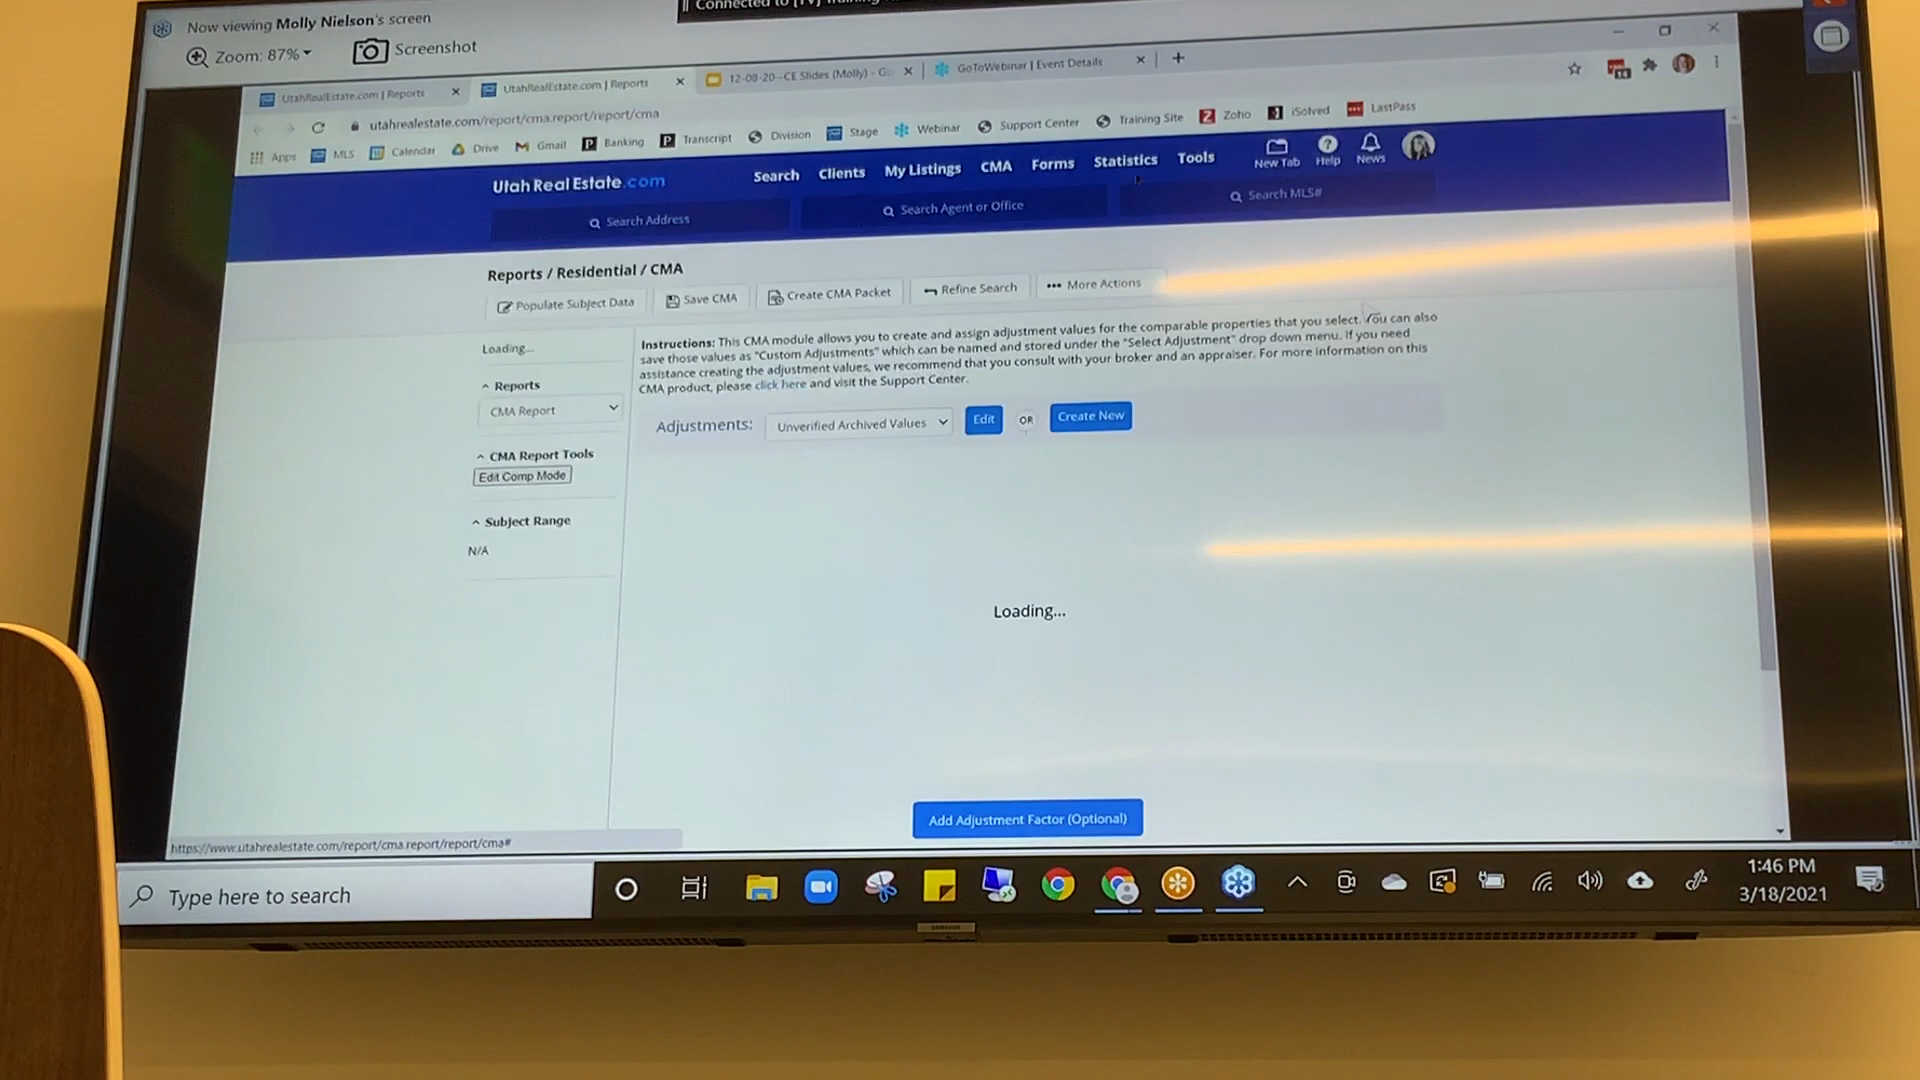 Connected to [TV] Training
Now viewing Molly Nielson's screen
Zoom: 87%
Screenshot
UtahRealEstate.com | Reports
UtahRealEstate.com | Reports
12-08-20--CE Slides (Molly) - Go
GoToWebinar | Event Details
utahrealestate.com/report/cma.report/report/cma
Apps MLS Calendar Drive Gmail Banking Transcript Division Stage Webinar Support Center Training Site Zoho iSolved LastPass
UtahRealEstate.com
Search Clients My Listings CMA Forms Statistics Tools
New Tab Help News
Search Address
Search Agent or Office
Search MLS#
Reports / Residential / CMA
Populate Subject Data Save CMA Create CMA Packet Refine Search More Actions
Loading...
Reports
CMA Report
CMA Report Tools
Edit Comp Mode
Subject Range
N/A
Instructions: This CMA module allows you to create and assign adjustment values for the comparable properties that you select. You can also
save those values as "Custom Adjustments" which can be named and stored under the "Select Adjustment" drop down menu. If you need
assistance creating the adjustment values, we recommend that you consult with your broker and an appraiser. For more information on this
CMA product, please click here and visit the Support Center.
Adjustments: Unverified Archived Values Edit OR Create New
Loading...
Add Adjustment Factor (Optional)
https://www.utahrealestate.com/report/cma.report/report/cma#
Type here to search
1:46 PM
3/18/2021
SAMSUNG